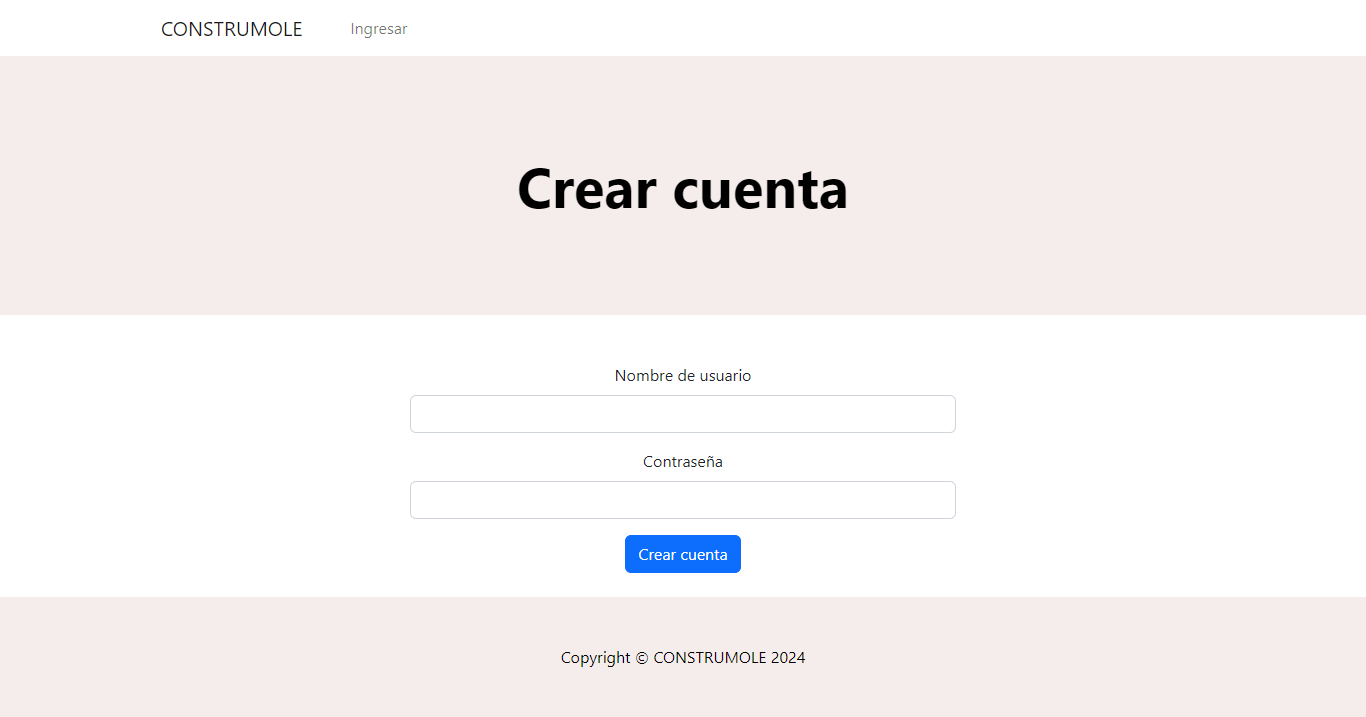 CONSTRUMOLE Ingresar
Crear cuenta
Nombre de usuario
Contraseña
Crear cuenta
Copyright © CONSTRUMOLE 2024